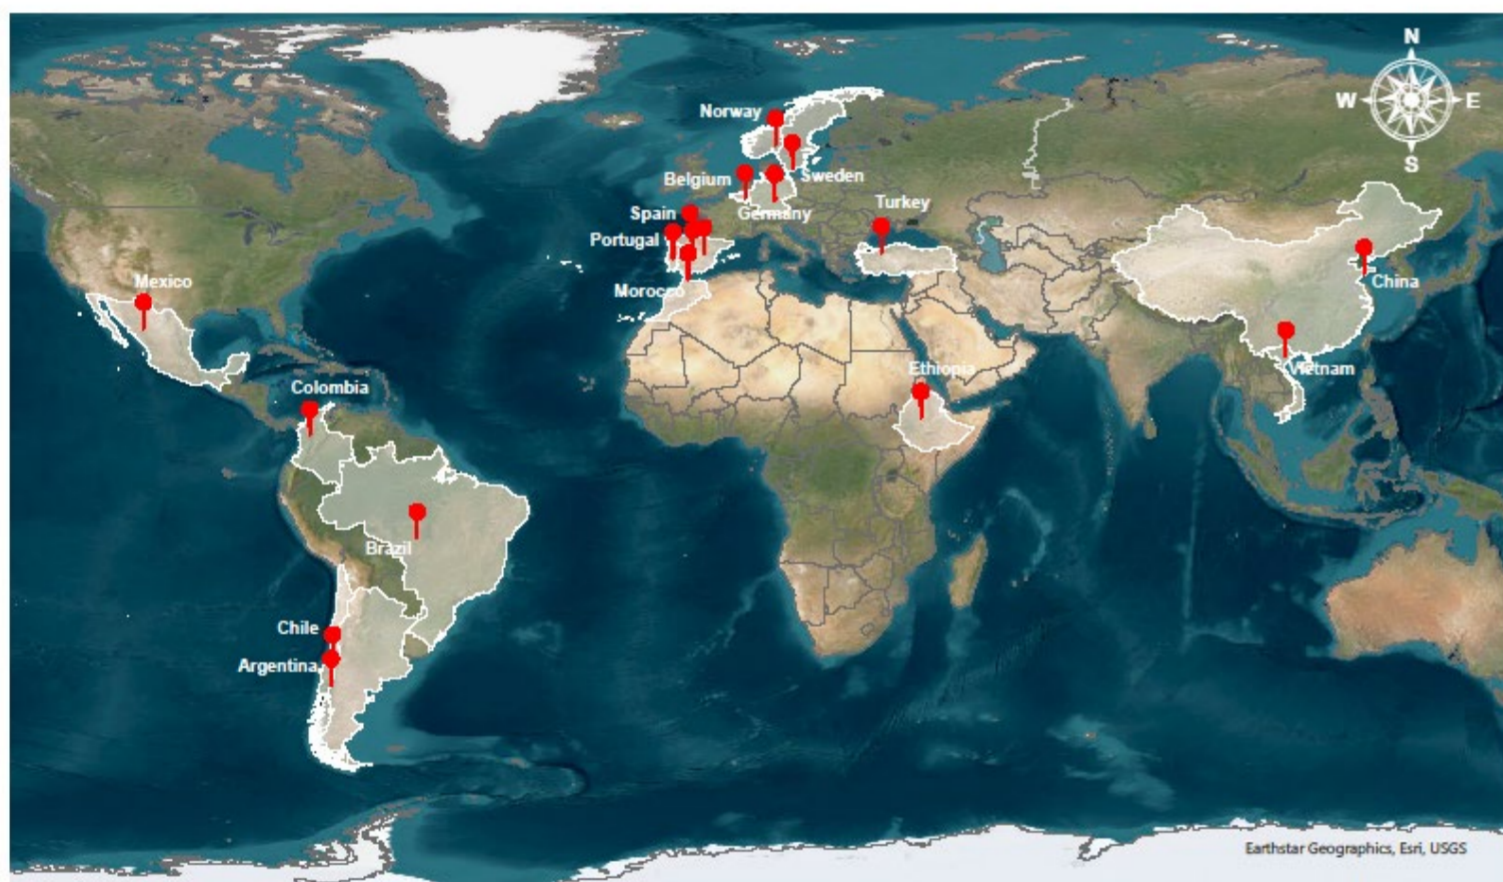 N
Norway
W
E
S
Belgium
Sweden
Turkey
Spain
Germany
Portugal
Mexico
Morocco
China
Ethiopia
Vietnam
Colombia
Brazil
Chile
Argentina
Earthstar Geographics, Esri, USGS